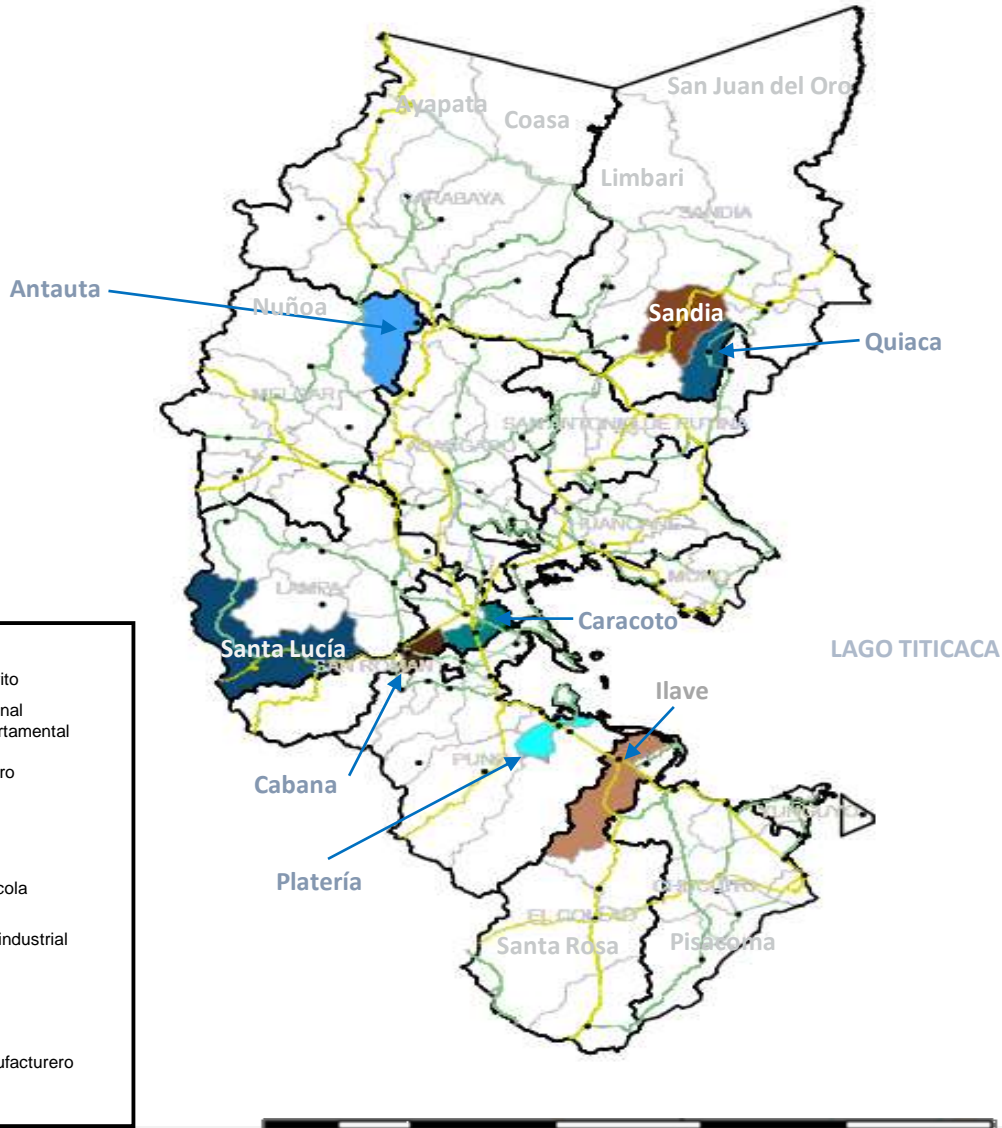 San Juan del Oro
Ayapata
Coasa
Limbari
CARABAYA
SANDIA
Antauta
Nuñoa
Sandia
Quiaca
MELGAR
SAN ANTONIO DE PUTINA
AZANGARO
HUANCANE
MOHO
LAMPA
Caracoto
Santa Lucía
SAN ROMAN
LAGO TITICACA
ito
nal
rtamental
Ilave
ro
PUNO
Cabana
YUNGUYO
Platería
cola
CHUCUITO
EL COLLAO
industrial
Santa Rosa
Pisacoma
ufacturero